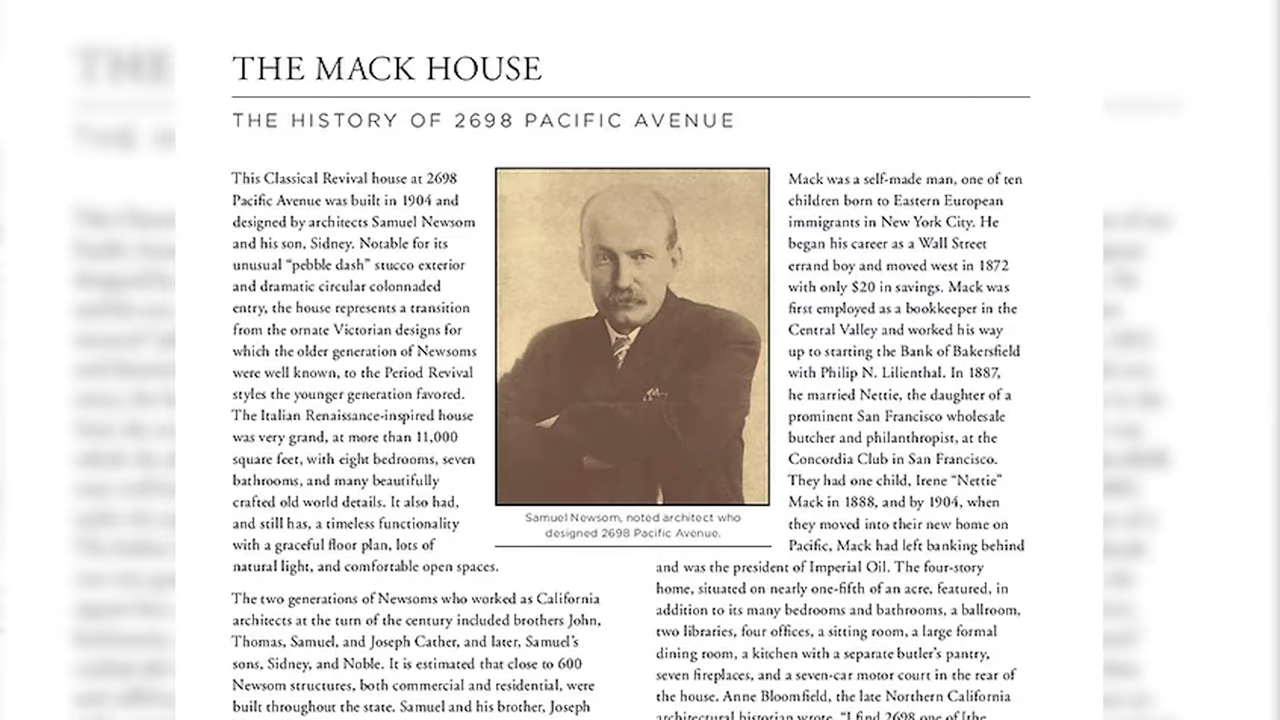 THE MACK HOUSE
THE HISTORY OF 2698 PACIFIC AVENUE
This Classical Revival house at 2698
Pacific Avenue was built in 1904 and
designed by architects Samuel Newsom
and his son, Sidney. Notable for its
unusual “pebble dash” stucco exterior
and dramatic circular colonnaded
entry, the house represents a transition
from the ornate Victorian designs for
which the older generation of Newsoms
were well known, to the Period Revival
styles the younger generation favored.
The Italian Renaissance-inspired house
was very grand, at more than 11,000
square feet, with eight bedrooms, seven
bathrooms, and many beautifully
crafted old world details. It also had,
and still has, a timeless functionality
with a graceful floor plan, lots of
natural light, and comfortable open spaces.
The two generations of Newsoms who worked as California
architects at the turn of the century included brothers John,
Thomas, Samuel, and Joseph Cather, and later, Samuel’s
sons, Sidney, and Noble. It is estimated that close to 600
Newsom structures, both commercial and residential, were
built throughout the state. Samuel and his brother, Joseph
Samuel Newsom, noted architect who
designed 2698 Pacific Avenue.
Mack was a self-made man, one of ten
children born to Eastern European
immigrants in New York City. He
began his career as a Wall Street
errand boy and moved west in 1872
with only $20 in savings. Mack was
first employed as a bookkeeper in the
Central Valley and worked his way
up to starting the Bank of Bakersfield
with Philip N. Lilienthal. In 1887,
he married Nettie, the daughter of a
prominent San Francisco wholesale
butcher and philanthropist, at the
Concordia Club in San Francisco.
They had one child, Irene “Nettie”
Mack in 1888, and by 1904, when
they moved into their new home on
Pacific, Mack had left banking behind
and was the president of Imperial Oil. The four-story
home, situated on nearly one-fifth of an acre, featured, in
addition to its many bedrooms and bathrooms, a ballroom,
two libraries, four offices, a sitting room, a large formal
dining room, a kitchen with a separate butler’s pantry,
seven fireplaces, and a seven-car motor court in the rear of
the house. Anne Bloomfield, the late Northern California
architectural historian wrote, “I find 2698 one of [the